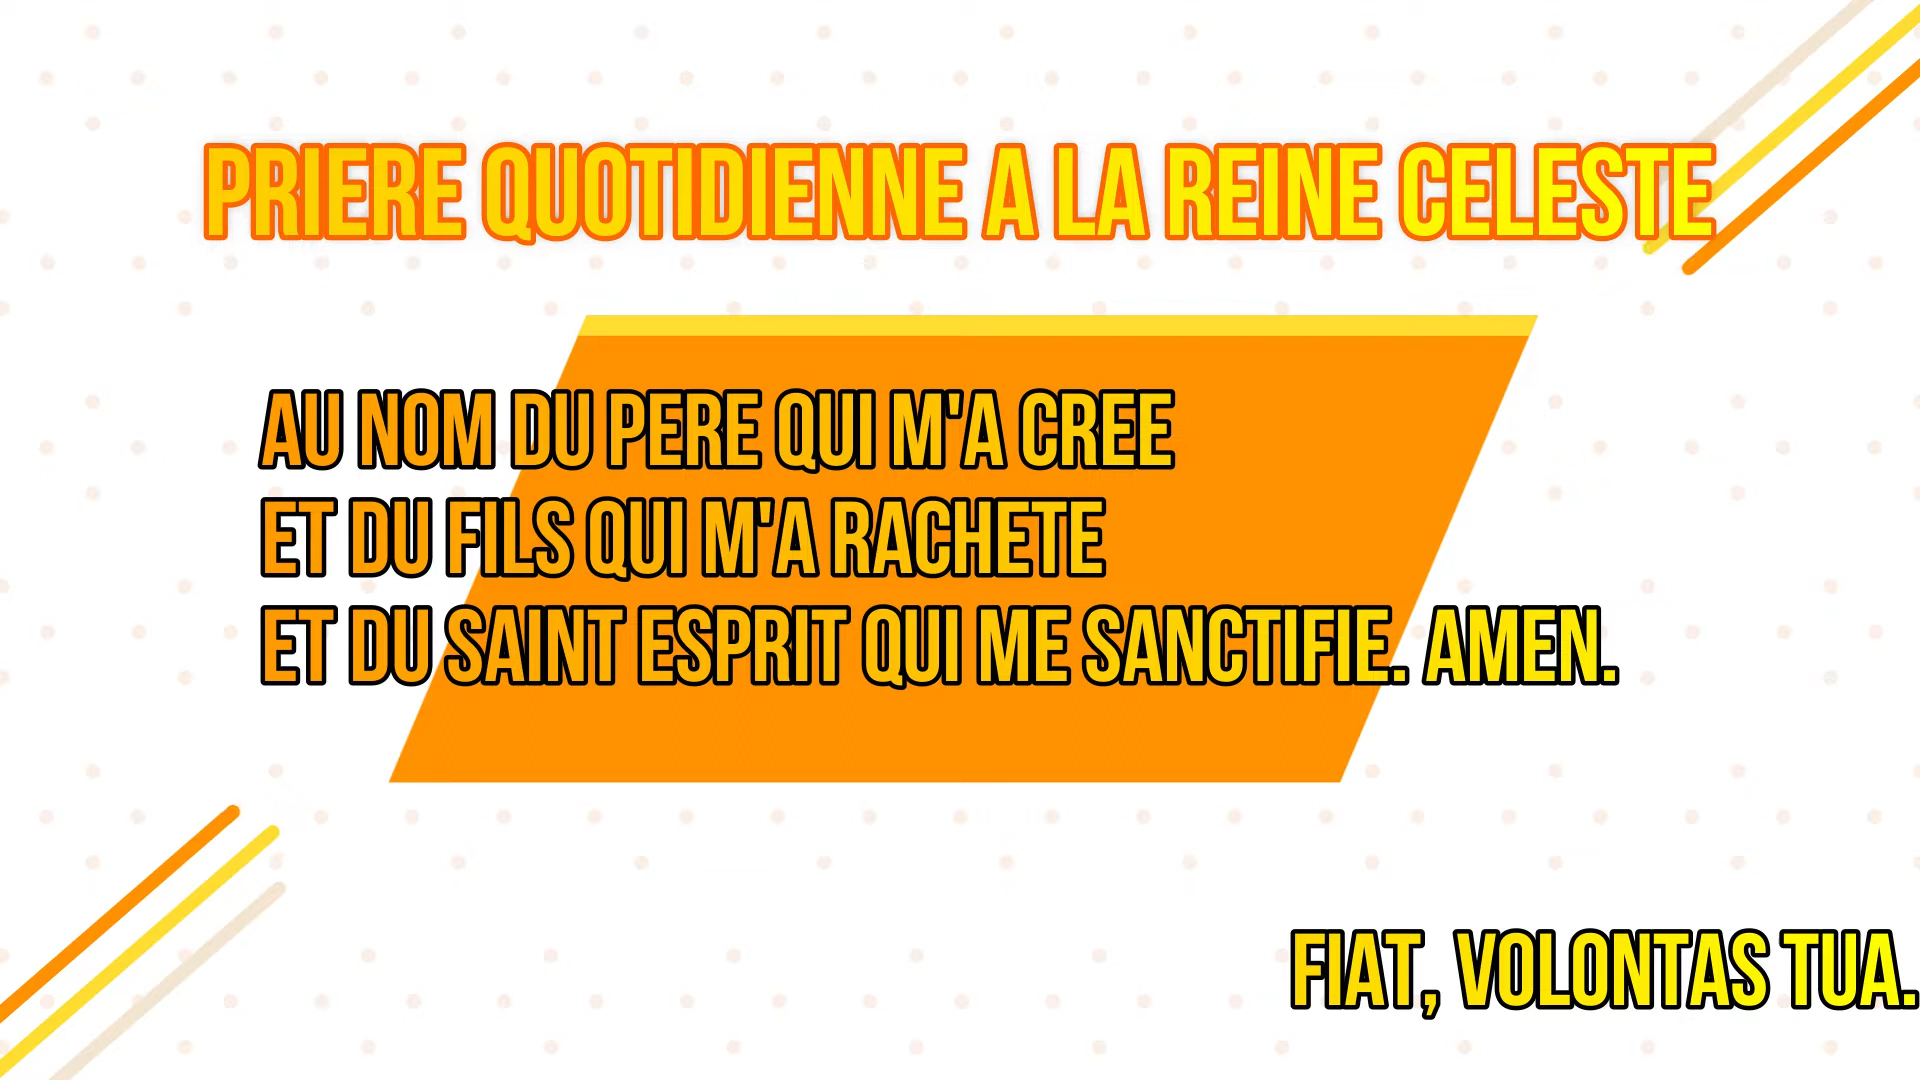 PRIERE QUOTIDIENNE A LA REINE CELESTE
AU NOM DU PERE QUI M'A CREE
ET DU FILS QUI M'A RACHETE
ET DU SAINT ESPRIT QUI ME SANCTIFIE. AMEN.
FIAT, VOLONTAS TUA.